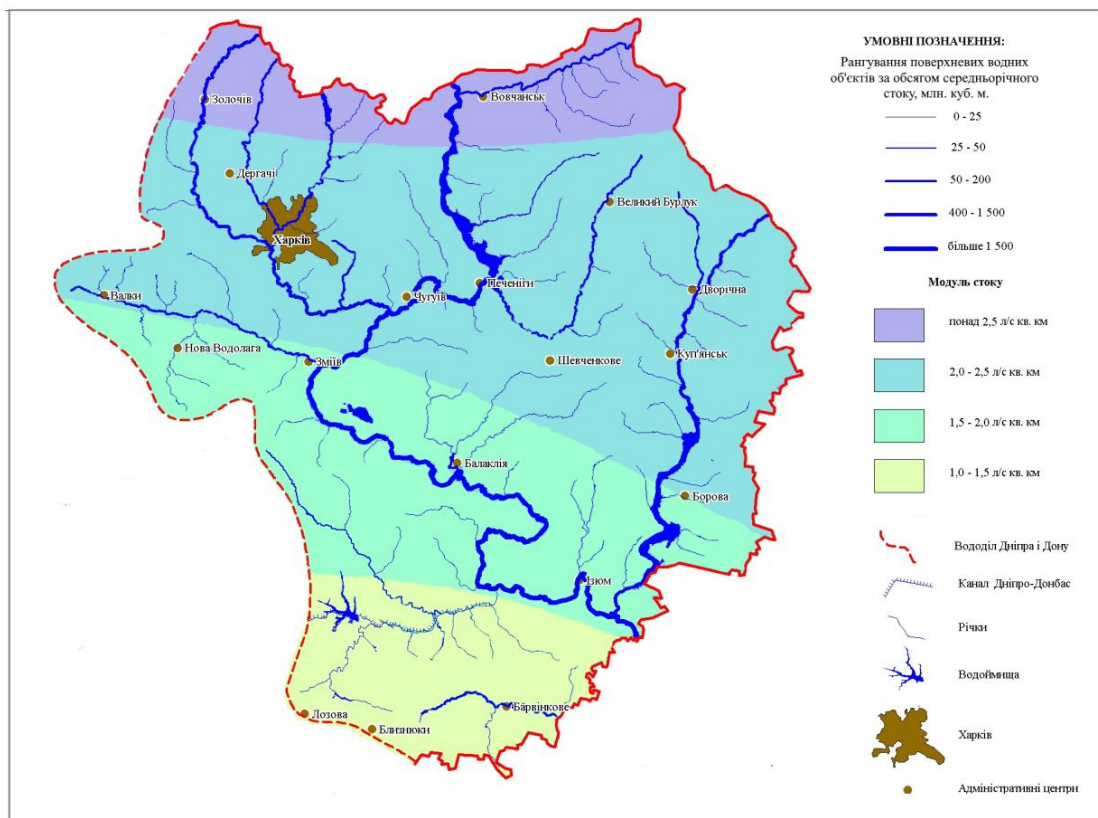 УМОВНІ ПОЗНАЧЕННЯ:
Рангування поверхневих водних
об'єктів за обсягом середньорічного
стоку, млн. куб. м.
0 - 25
25 - 50
50 - 200
400 - 1 500
більше 1 500
Модуль стоку
понад 2,5 л/с кв. км
2,0 - 2,5 л/с кв. км
1,5 - 2,0 л/с кв. км
1,0 - 1,5 л/с кв. км
Вододіл Дніпра і Дону
Канал Дніпро-Донбас
Річки
Водоймища
Харків
Адміністративні центри
Золочів
Вовчанськ
Дергачі
Великий Бурлук
Харків
Печеніги
Валки
Чугуїв
Дворічна
Нова Водолага
Зміїв
Шевченкове
Куп'янськ
Балаклія
Борова
Ізюм
Лозова
Барвінкове
Близнюки